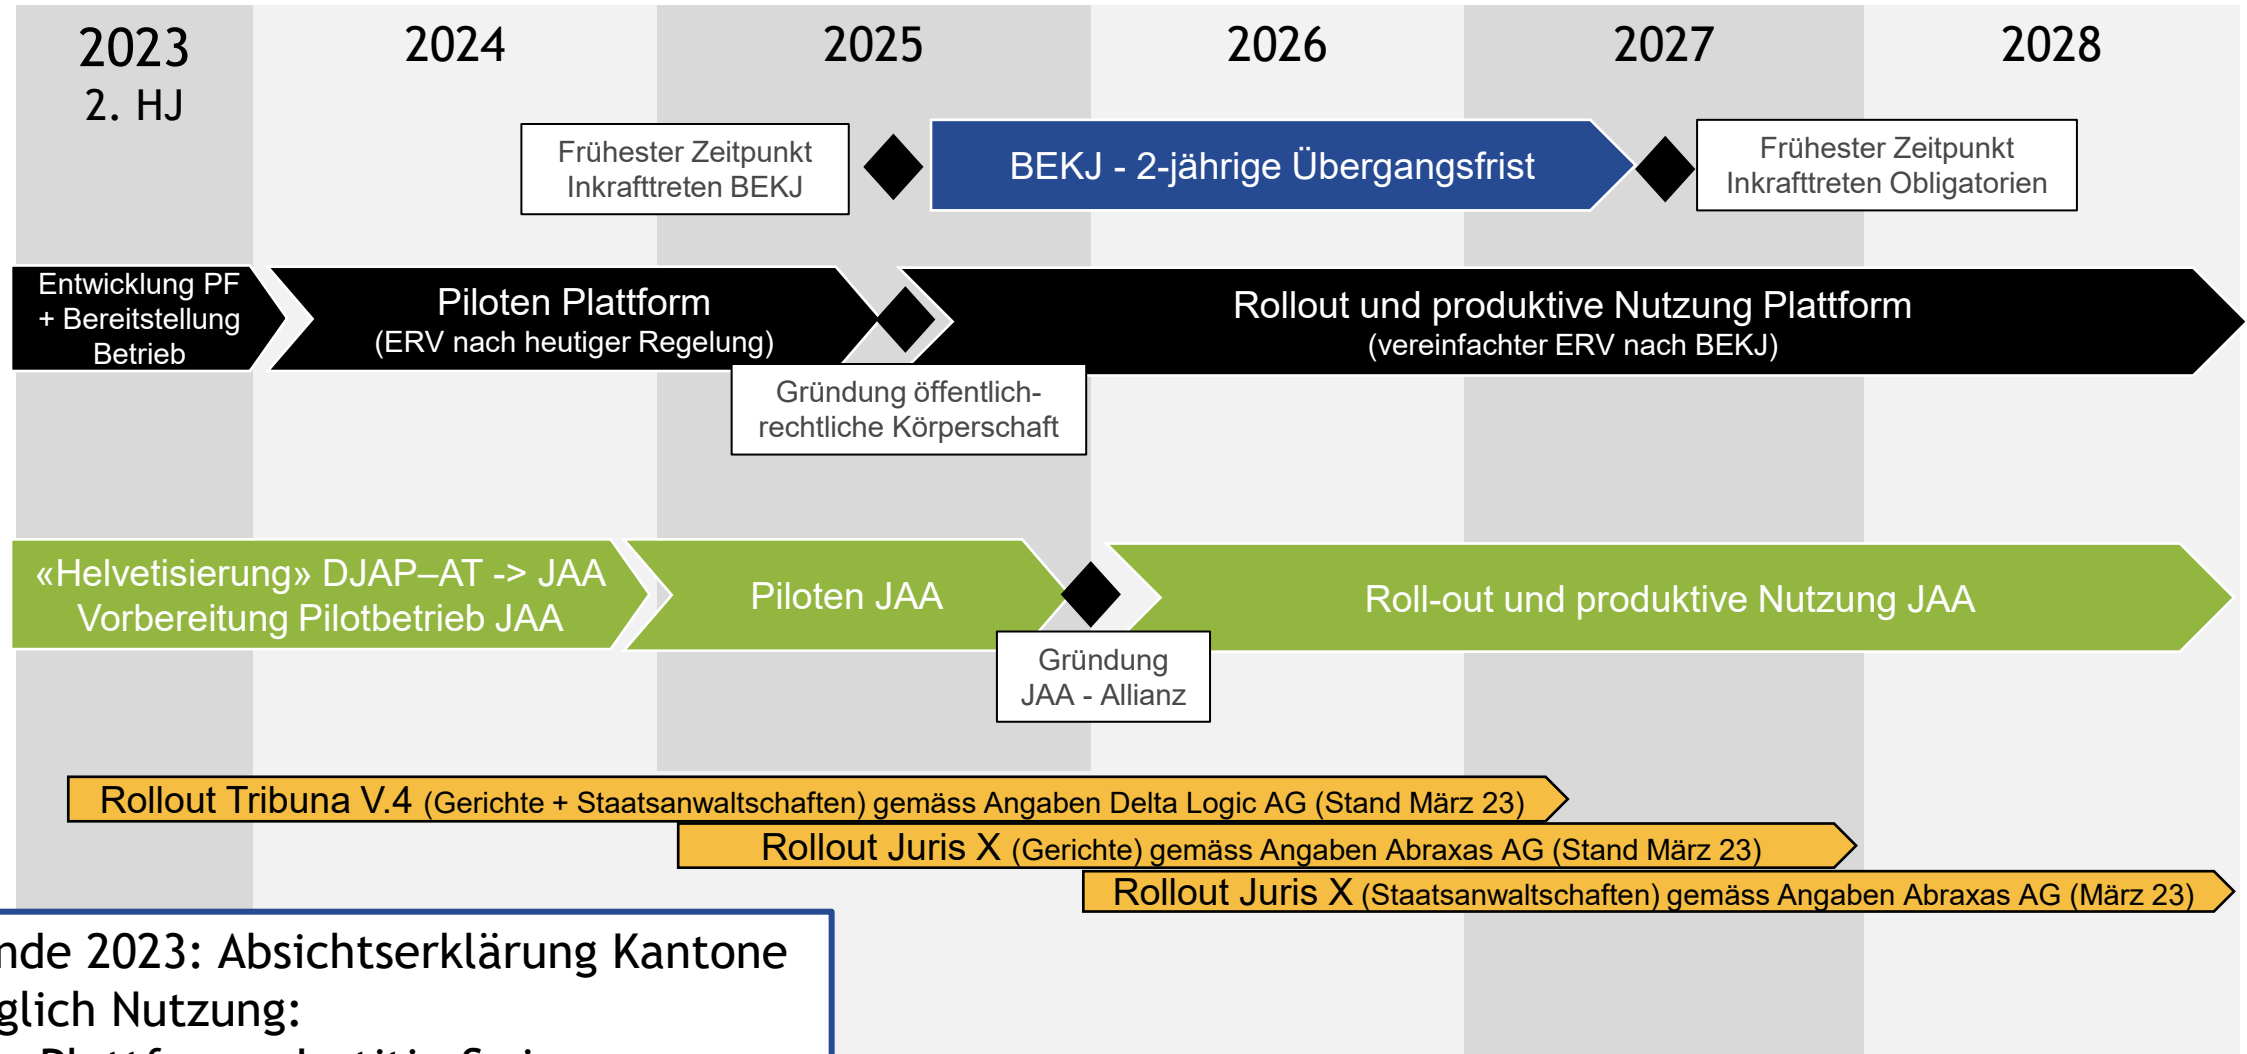 2023
2. HJ
2024
2025
2026
2027
2028
Frühester Zeitpunkt
Inkrafttreten BEKJ
BEKJ - 2-jährige Übergangsfrist
Frühester Zeitpunkt
Inkrafttreten Obligatorien
Entwicklung PF
+ Bereitstellung
Betrieb
Piloten Plattform
(ERV nach heutiger Regelung)
Rollout und produktive Nutzung Plattform
(vereinfachter ERV nach BEKJ)
Gründung öffentlich-
rechtliche Körperschaft
«Helvetisierung» DJAP–AT -> JAA
Vorbereitung Pilotbetrieb JAA
Piloten JAA
Roll-out und produktive Nutzung JAA
Gründung
JAA - Allianz
Rollout Tribuna V.4 (Gerichte + Staatsanwaltschaften) gemäss Angaben Delta Logic AG (Stand März 23)
Rollout Juris X (Gerichte) gemäss Angaben Abraxas AG (Stand März 23)
Rollout Juris X (Staatsanwaltschaften) gemäss Angaben Abraxas AG (März 23)
nde 2023: Absichtserklärung Kantone
glich Nutzung: